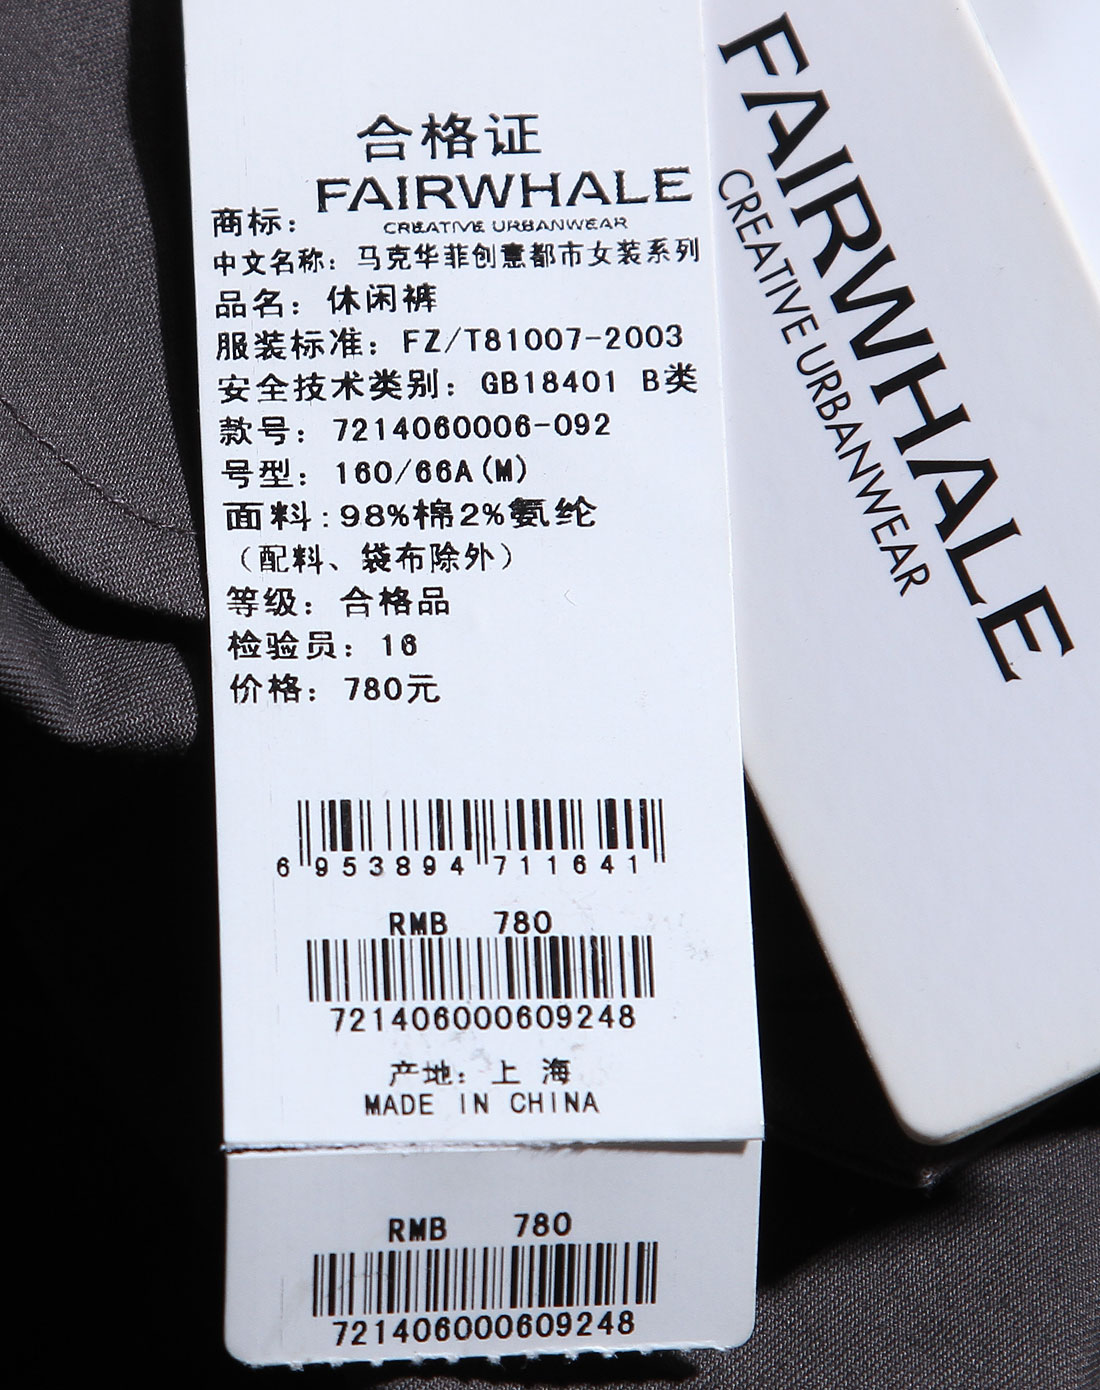 合格证
商标: FAIRWHALE
CREATIVE URBANWEAR
中文名称: 马克华菲创意都市女装系列
品名: 休闲裤
服装标准: FZ/T81007-2003
安全技术类别: GB18401 B类
款号: 7214060006-092
号型: 160/66A(M)
面料:98%棉2%氨纶
（配料、袋布除外）
等级: 合格品
检验员: 16
价格: 780元
6 953894 711641
RMB 780
721406000609248
产地: 上海
MADE IN CHINA
RMB 780
721406000609248
FAIRWHALE
CREATIVE URBANWEAR